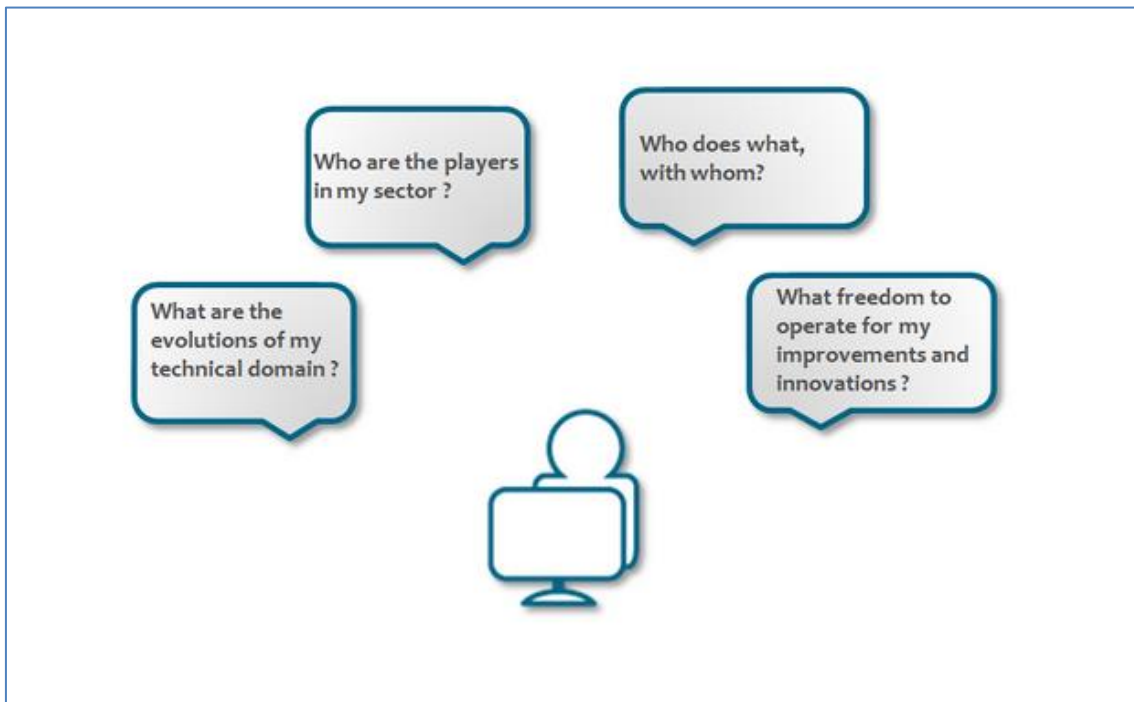 Who are the players
in my sector ?
Who does what,
with whom?
What are the
evolutions of my
technical domain ?
What freedom to
operate for my
improvements and
innovations ?